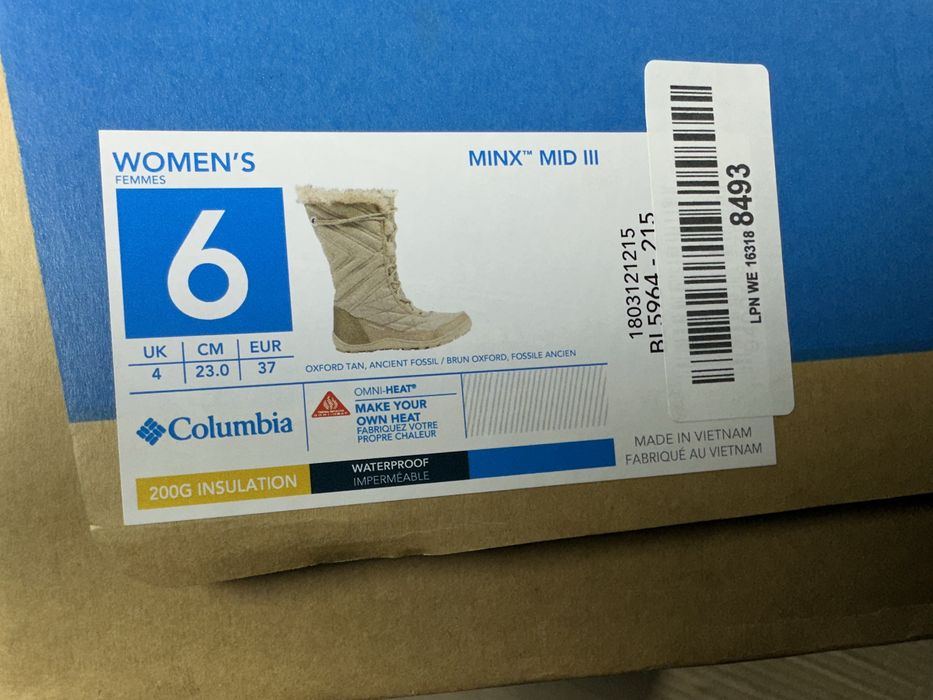 WOMEN'S
FEMMES
6
UK CM EUR
4 23.0 37
MINX™ MID III
OXFORD TAN, ANCIENT FOSSIL / BRUN OXFORD, FOSSILE ANCIEN
Columbia
OMNI-HEAT®
MAKE YOUR
OWN HEAT
FABRIQUEZ VOTRE
PROPRE CHALEUR
200G INSULATION
WATERPROOF
IMPERMÉABLE
MADE IN VIETNAM
FABRIQUÉ AU VIETNAM
1803121215
BL5964 - 215
LPN WE 16318 8493